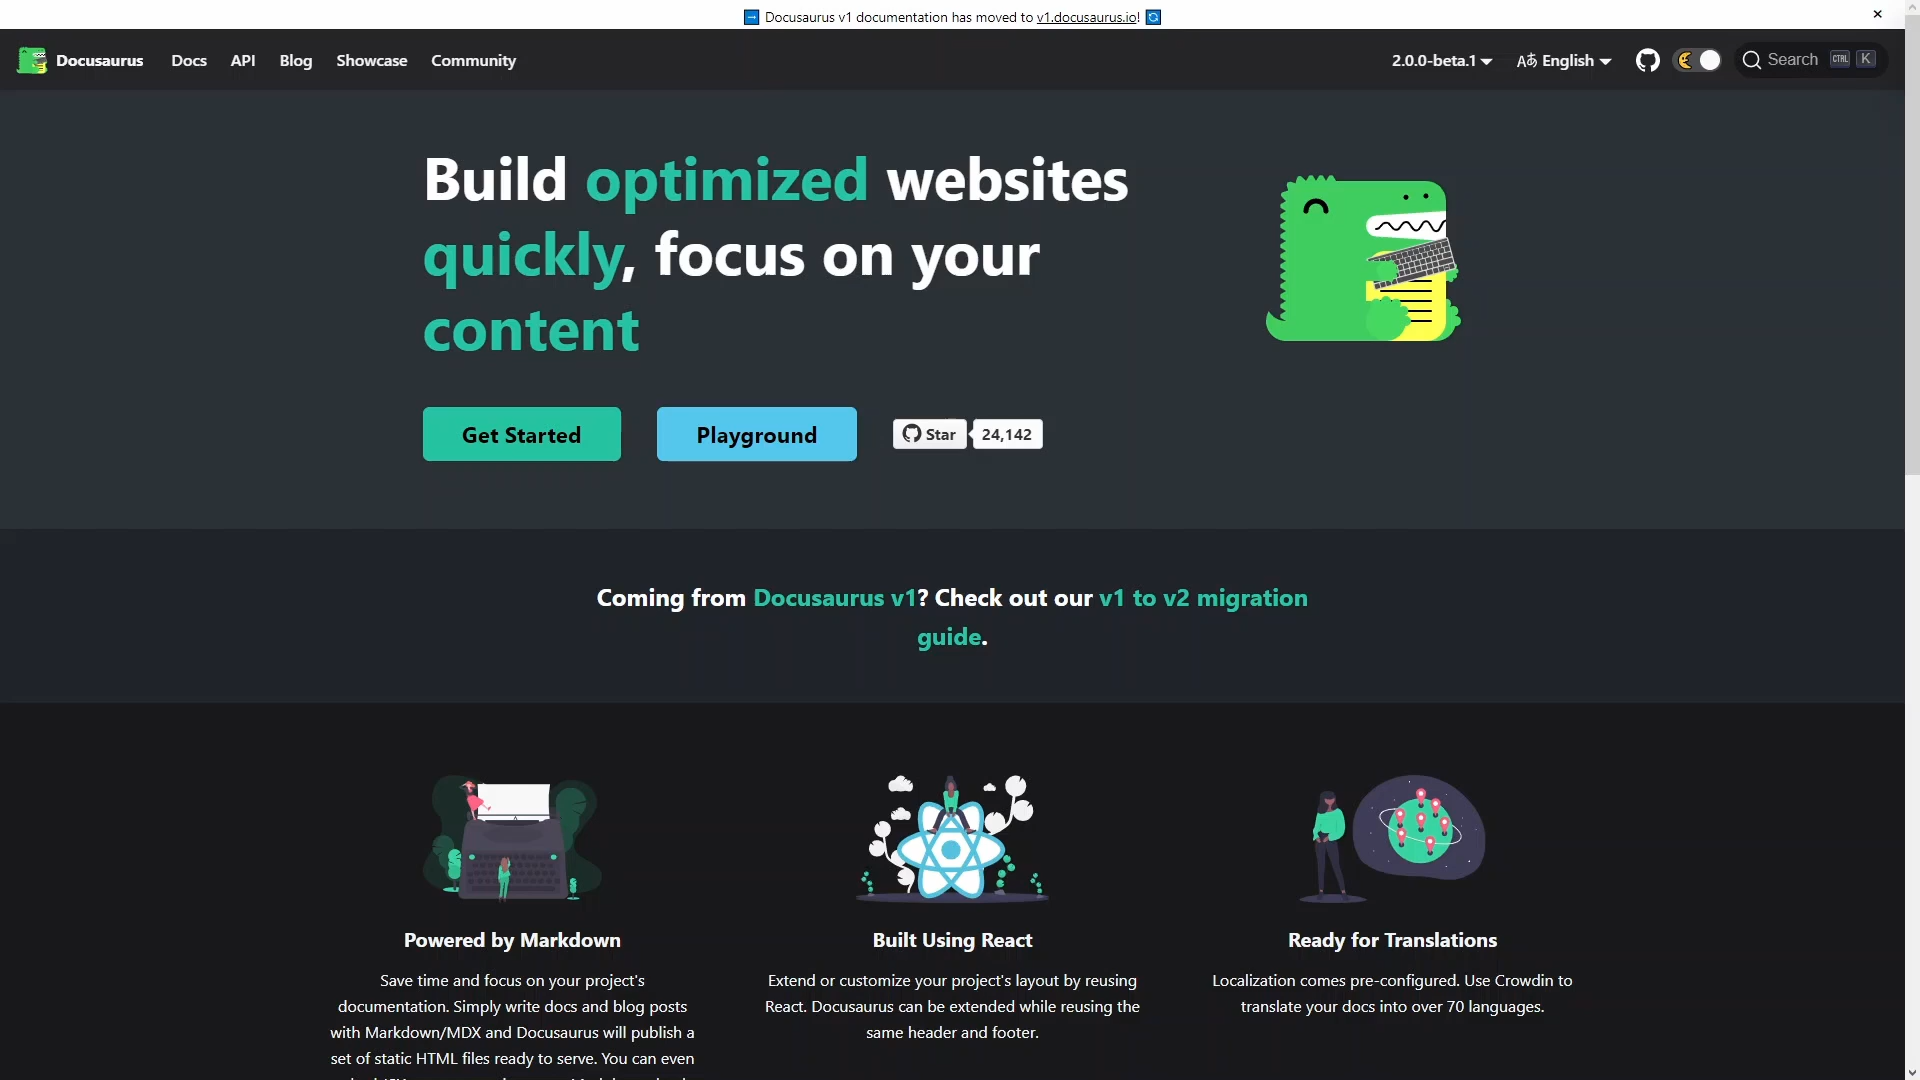 Docusaurus v1 documentation has moved to v1.docusaurus.io!
Docusaurus Docs API Blog Showcase Community 2.0.0-beta.1 Aあ English Search CTRL K
Build optimized websites
quickly, focus on your
content
Get Started Playground Star 24,142
Coming from Docusaurus v1? Check out our v1 to v2 migration
guide.
Powered by Markdown
Save time and focus on your project's
documentation. Simply write docs and blog posts
with Markdown/MDX and Docusaurus will publish a
set of static HTML files ready to serve. You can even
Built Using React
Extend or customize your project's layout by reusing
React. Docusaurus can be extended while reusing the
same header and footer.
Ready for Translations
Localization comes pre-configured. Use Crowdin to
translate your docs into over 70 languages.